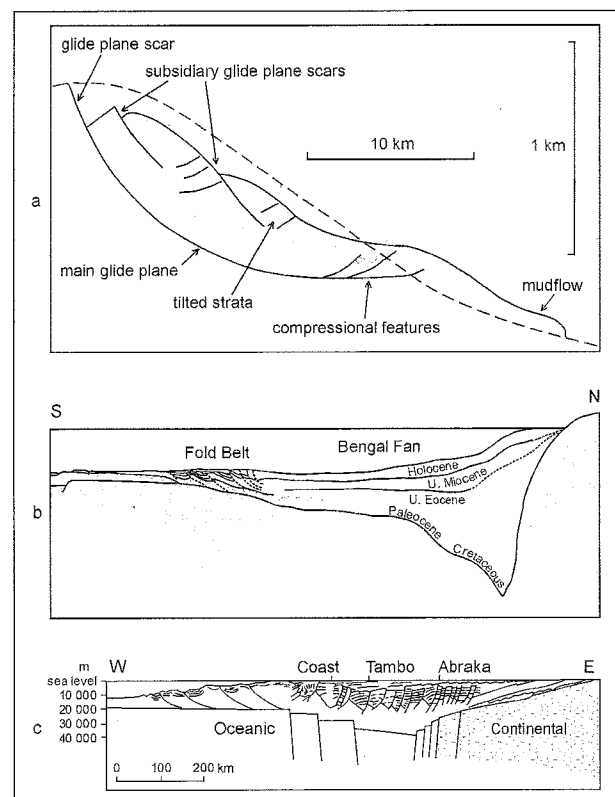 glide plane scar
subsidiary glide plane scars
10 km
1 km
a
main glide plane
tilted strata
compressional features
mudflow
S
N
Fold Belt
Bengal Fan
Holocene
U. Miocene
U. Eocene
b
Paleocene
Cretaceous
m
W
Coast
Tambo
Abraka
E
sea level
10 000
20 000
30 000
40 000
c
Oceanic
Continental
0 100 200 km